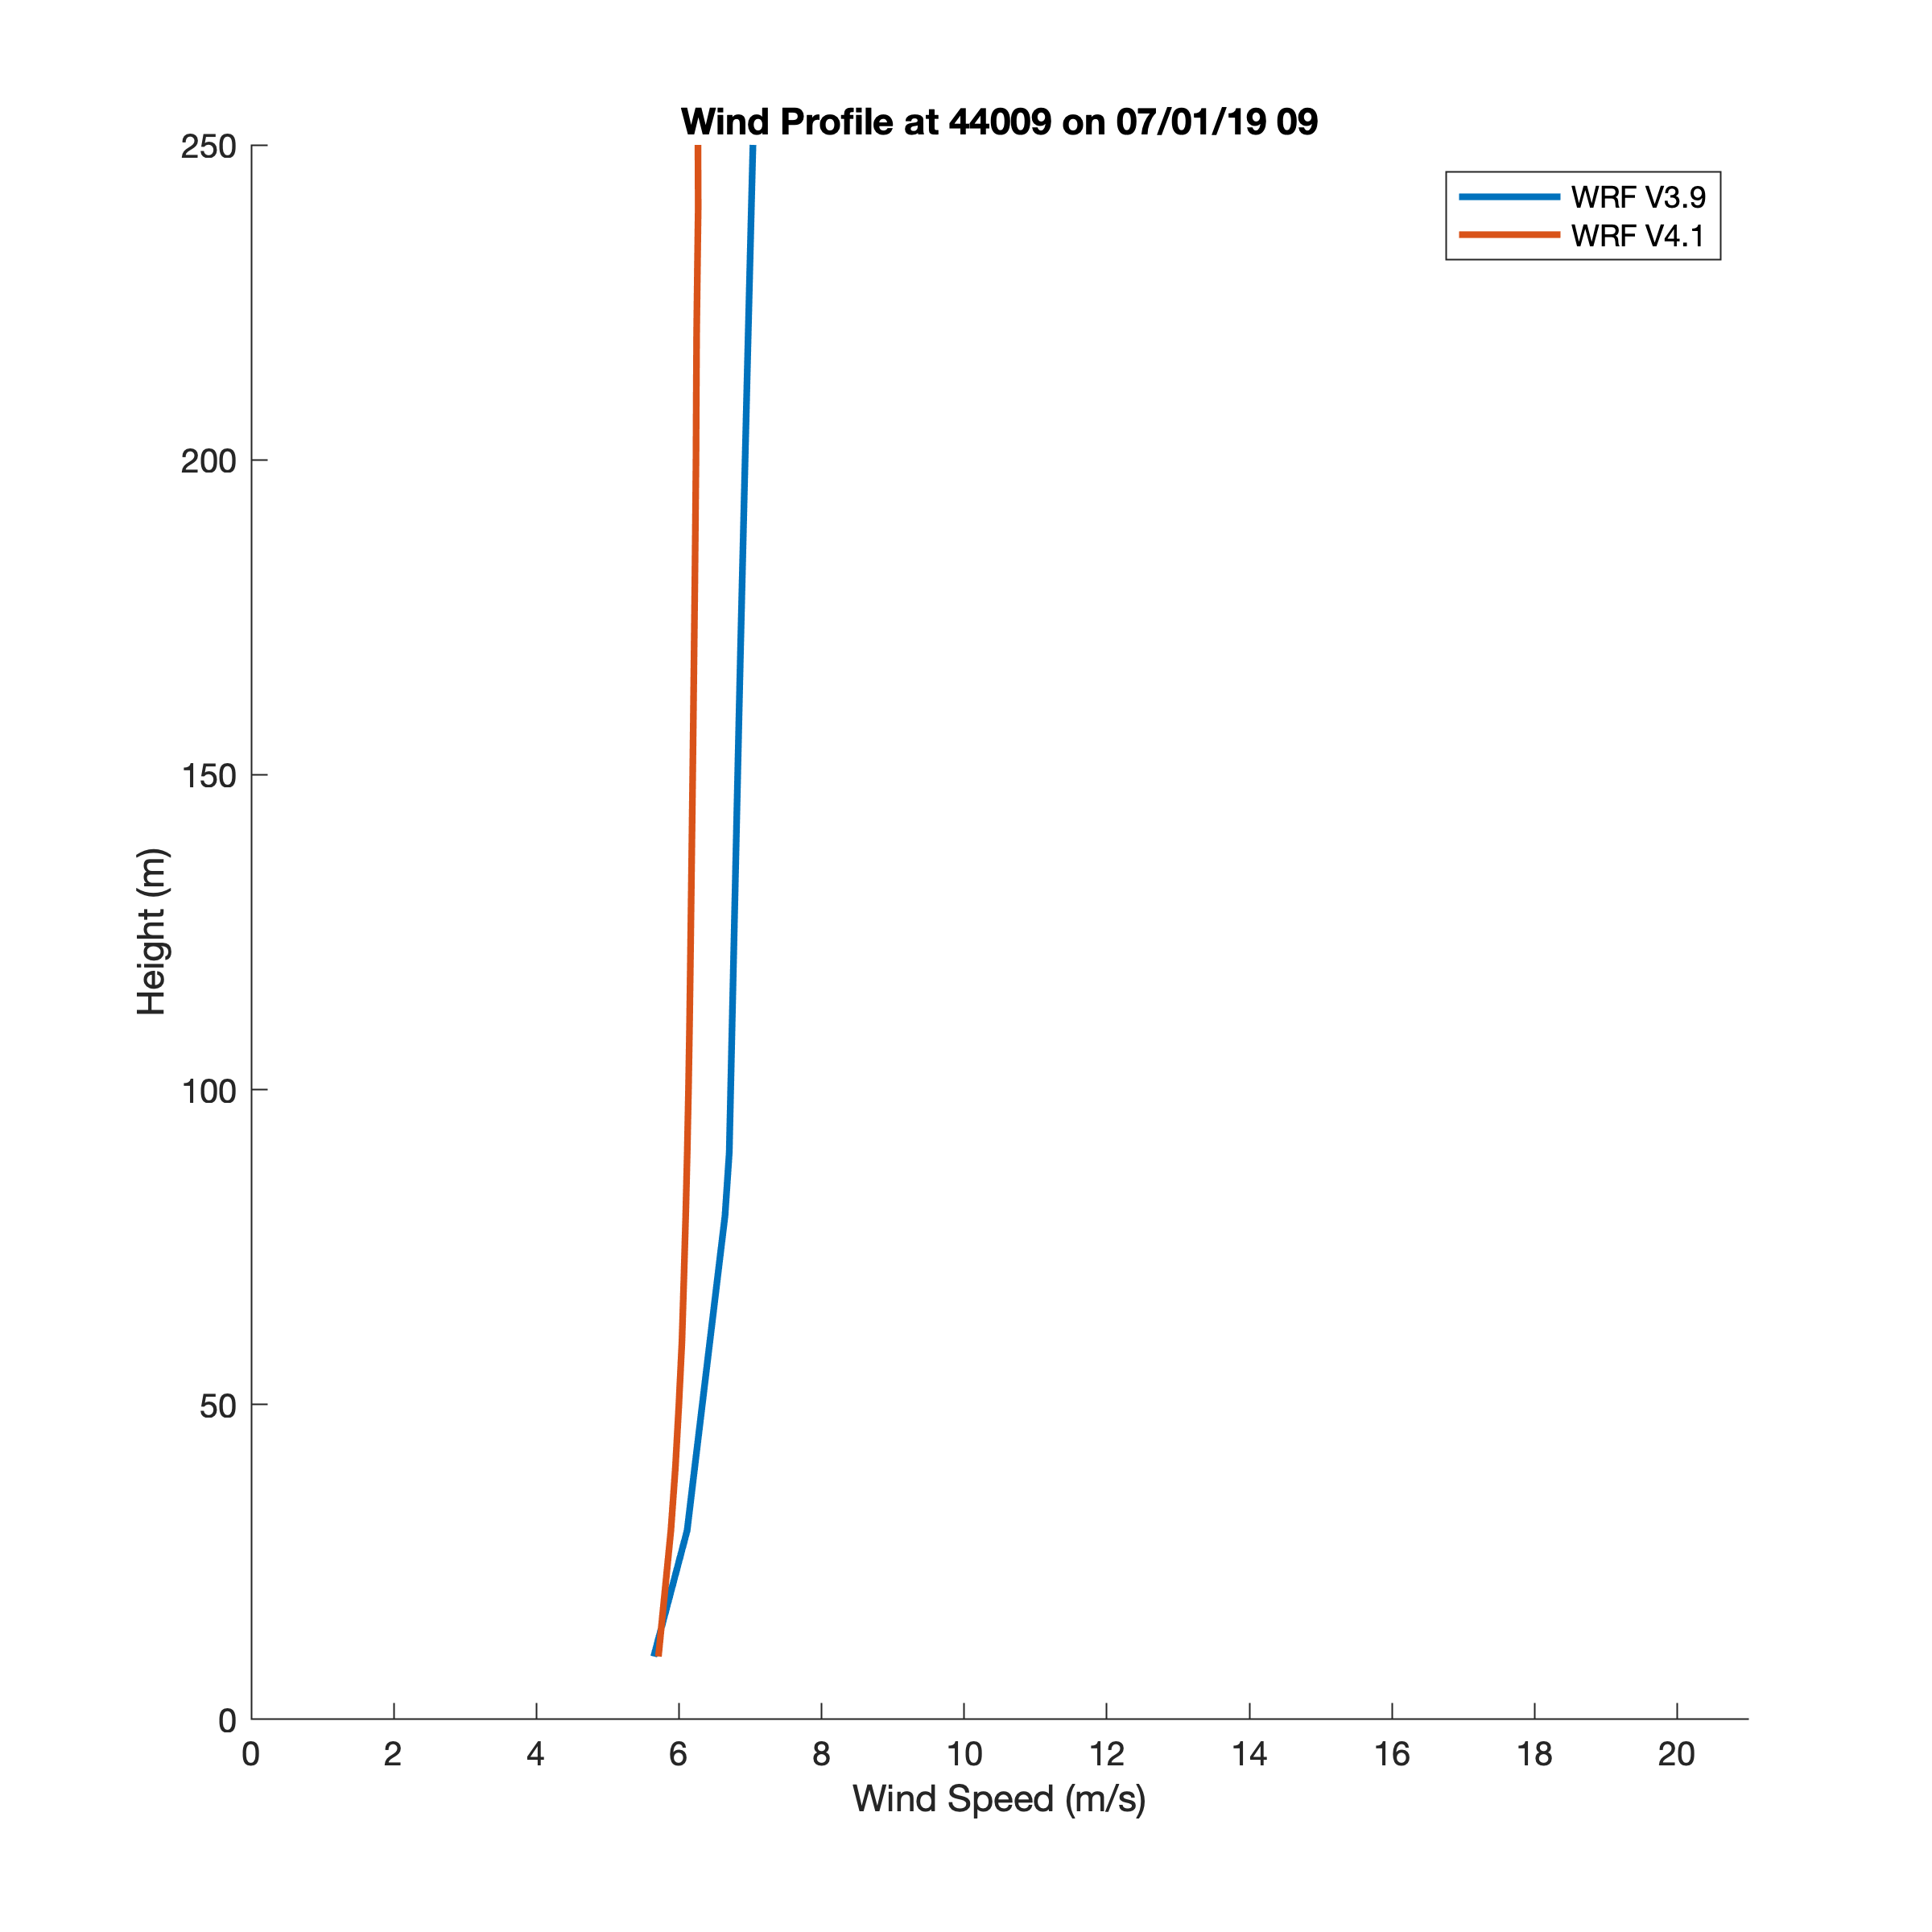 Wind Profile at 44009 on 07/01/19 09
WRF V3.9
WRF V4.1
250
200
150
100
50
0
Height (m)
0 2 4 6 8 10 12 14 16 18 20
Wind Speed (m/s)